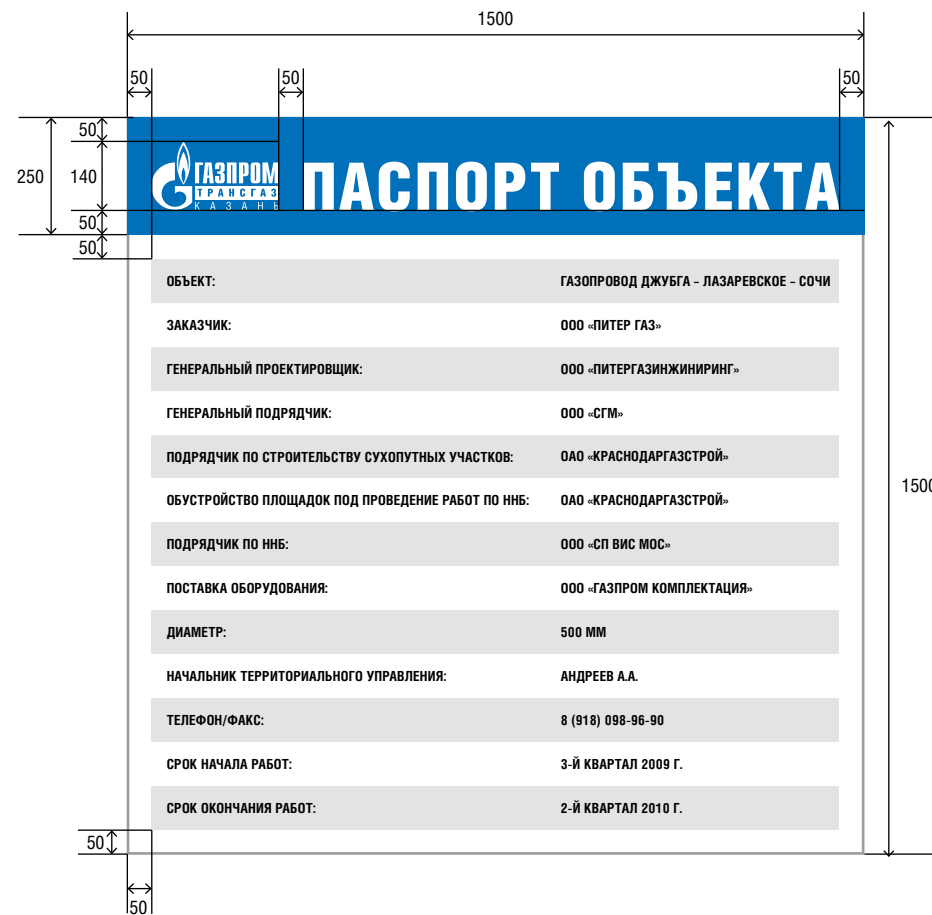 1500
50 50 50
50
250 140
50
50
ГАЗПРОМ
ТРАНСГАЗ
КАЗАНЬ
ПАСПОРТ ОБЪЕКТА
ОБЪЕКТ: ГАЗОПРОВОД ДЖУБГА – ЛАЗАРЕВСКОЕ – СОЧИ
ЗАКАЗЧИК: ООО «ПИТЕР ГАЗ»
ГЕНЕРАЛЬНЫЙ ПРОЕКТИРОВЩИК: ООО «ПИТЕРГАЗИНЖИНИРИНГ»
ГЕНЕРАЛЬНЫЙ ПОДРЯДЧИК: ООО «СГМ»
ПОДРЯДЧИК ПО СТРОИТЕЛЬСТВУ СУХОПУТНЫХ УЧАСТКОВ: ОАО «КРАСНОДАРГАЗСТРОЙ»
ОБУСТРОЙСТВО ПЛОЩАДОК ПОД ПРОВЕДЕНИЕ РАБОТ ПО ННБ: ОАО «КРАСНОДАРГАЗСТРОЙ»
1500
ПОДРЯДЧИК ПО ННБ: ООО «СП ВИС МОС»
ПОСТАВКА ОБОРУДОВАНИЯ: ООО «ГАЗПРОМ КОМПЛЕКТАЦИЯ»
ДИАМЕТР: 500 ММ
НАЧАЛЬНИК ТЕРРИТОРИАЛЬНОГО УПРАВЛЕНИЯ: АНДРЕЕВ А.А.
ТЕЛЕФОН/ФАКС: 8 (918) 098-96-90
СРОК НАЧАЛА РАБОТ: 3-Й КВАРТАЛ 2009 Г.
СРОК ОКОНЧАНИЯ РАБОТ: 2-Й КВАРТАЛ 2010 Г.
50
50